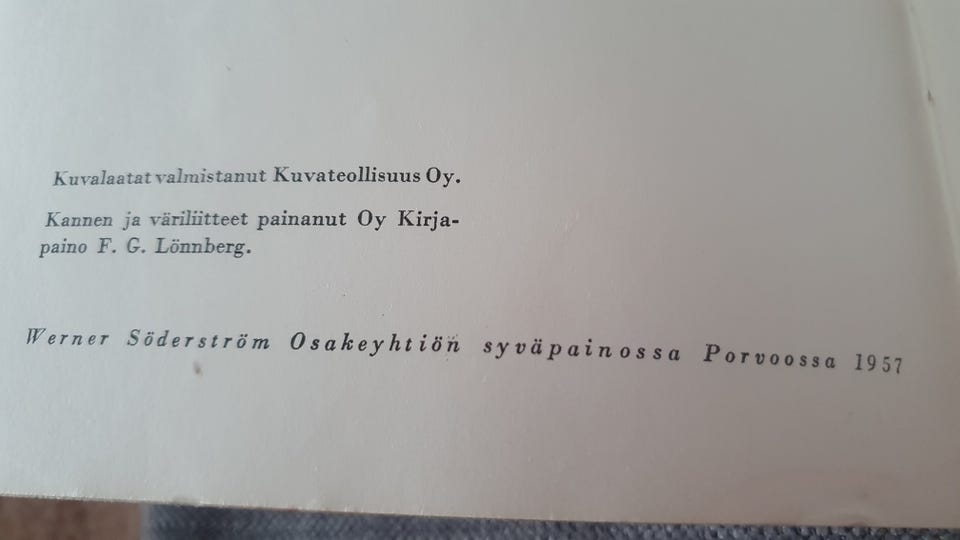 Kuvalaatat valmistanut Kuvateollisuus Oy.
Kannen ja väriliitteet painanut Oy Kirja-
paino F. G. Lönnberg.
Werner Söderström Osakeyhtiön syväpainossa Porvoossa 1957